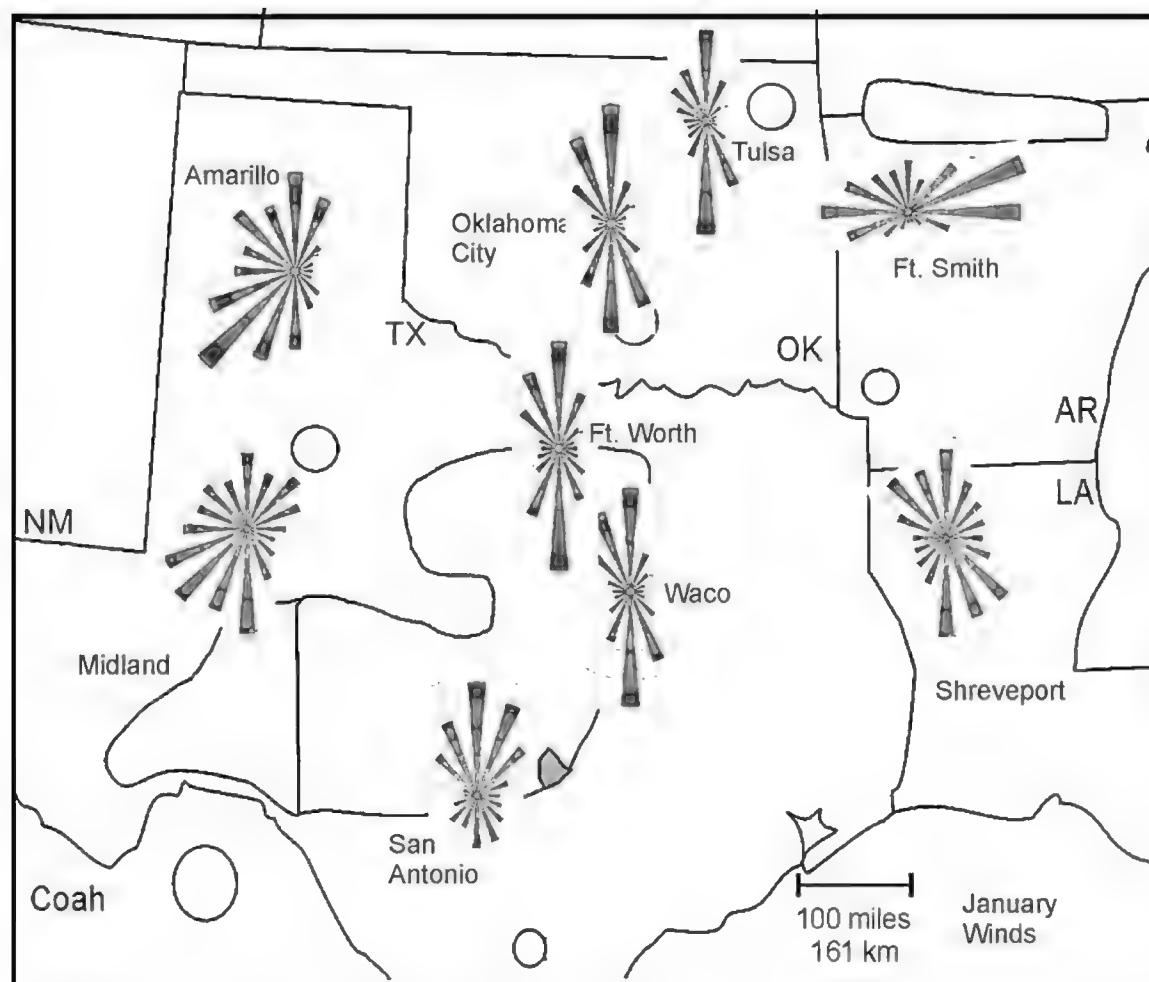 Tulsa
Amarillo
Oklahoma
City
Ft. Smith
TX
OK
AR
Ft. Worth
LA
NM
Waco
Midland
Shreveport
San
Antonio
Coah
100 miles
161 km
January
Winds